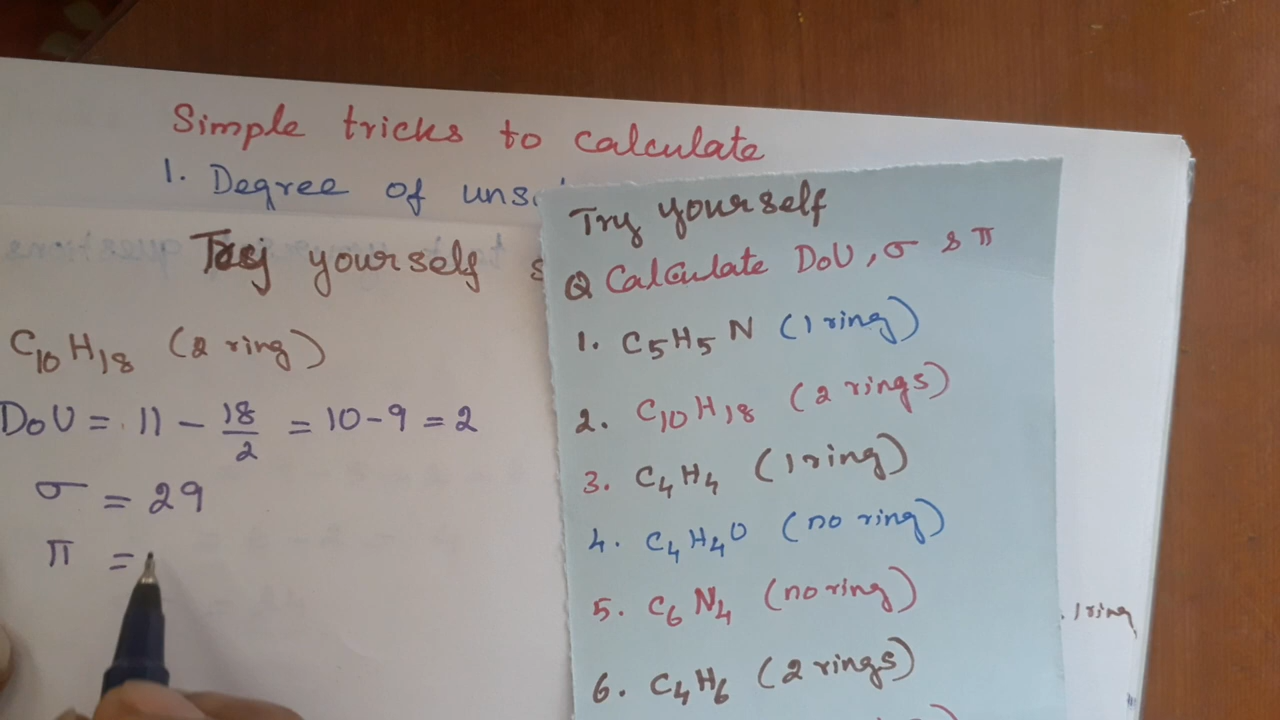 Simple tricks to calculate
1. Degree of uns
Try yourself s
C₁₀H₁₈ (2 ring)
DoU = 11 - 18/2 = 10-9 = 2
σ = 29
π =
Try yourself
Q Calculate DoU, σ & π
1. C₅H₅N (1 ring)
2. C₁₀H₁₈ (2 rings)
3. C₄H₄ (1 ring)
4. C₄H₄O (no ring)
5. C₆N₄ (no ring)
6. C₄H₆ (2 rings)
1 ring